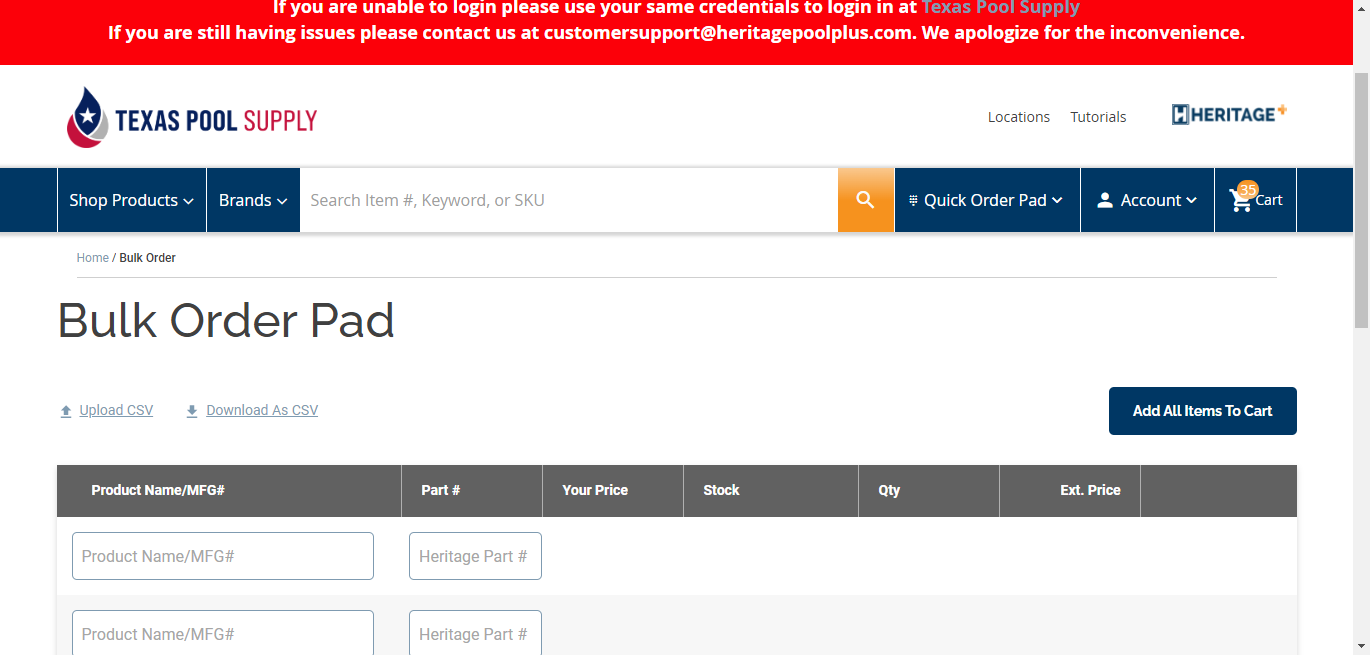 If you are unable to login please use your same credentials to login in at Texas Pool Supply
If you are still having issues please contact us at customersupport@heritagepoolplus.com. We apologize for the inconvenience.
TEXAS POOL SUPPLY
Locations Tutorials HERITAGE+
Shop Products Brands Search Item #, Keyword, or SKU Quick Order Pad Account 35 Cart
Home / Bulk Order
Bulk Order Pad
Upload CSV Download As CSV Add All Items To Cart
Product Name/MFG# Part # Your Price Stock Qty Ext. Price
Product Name/MFG# Heritage Part #
Product Name/MFG# Heritage Part #